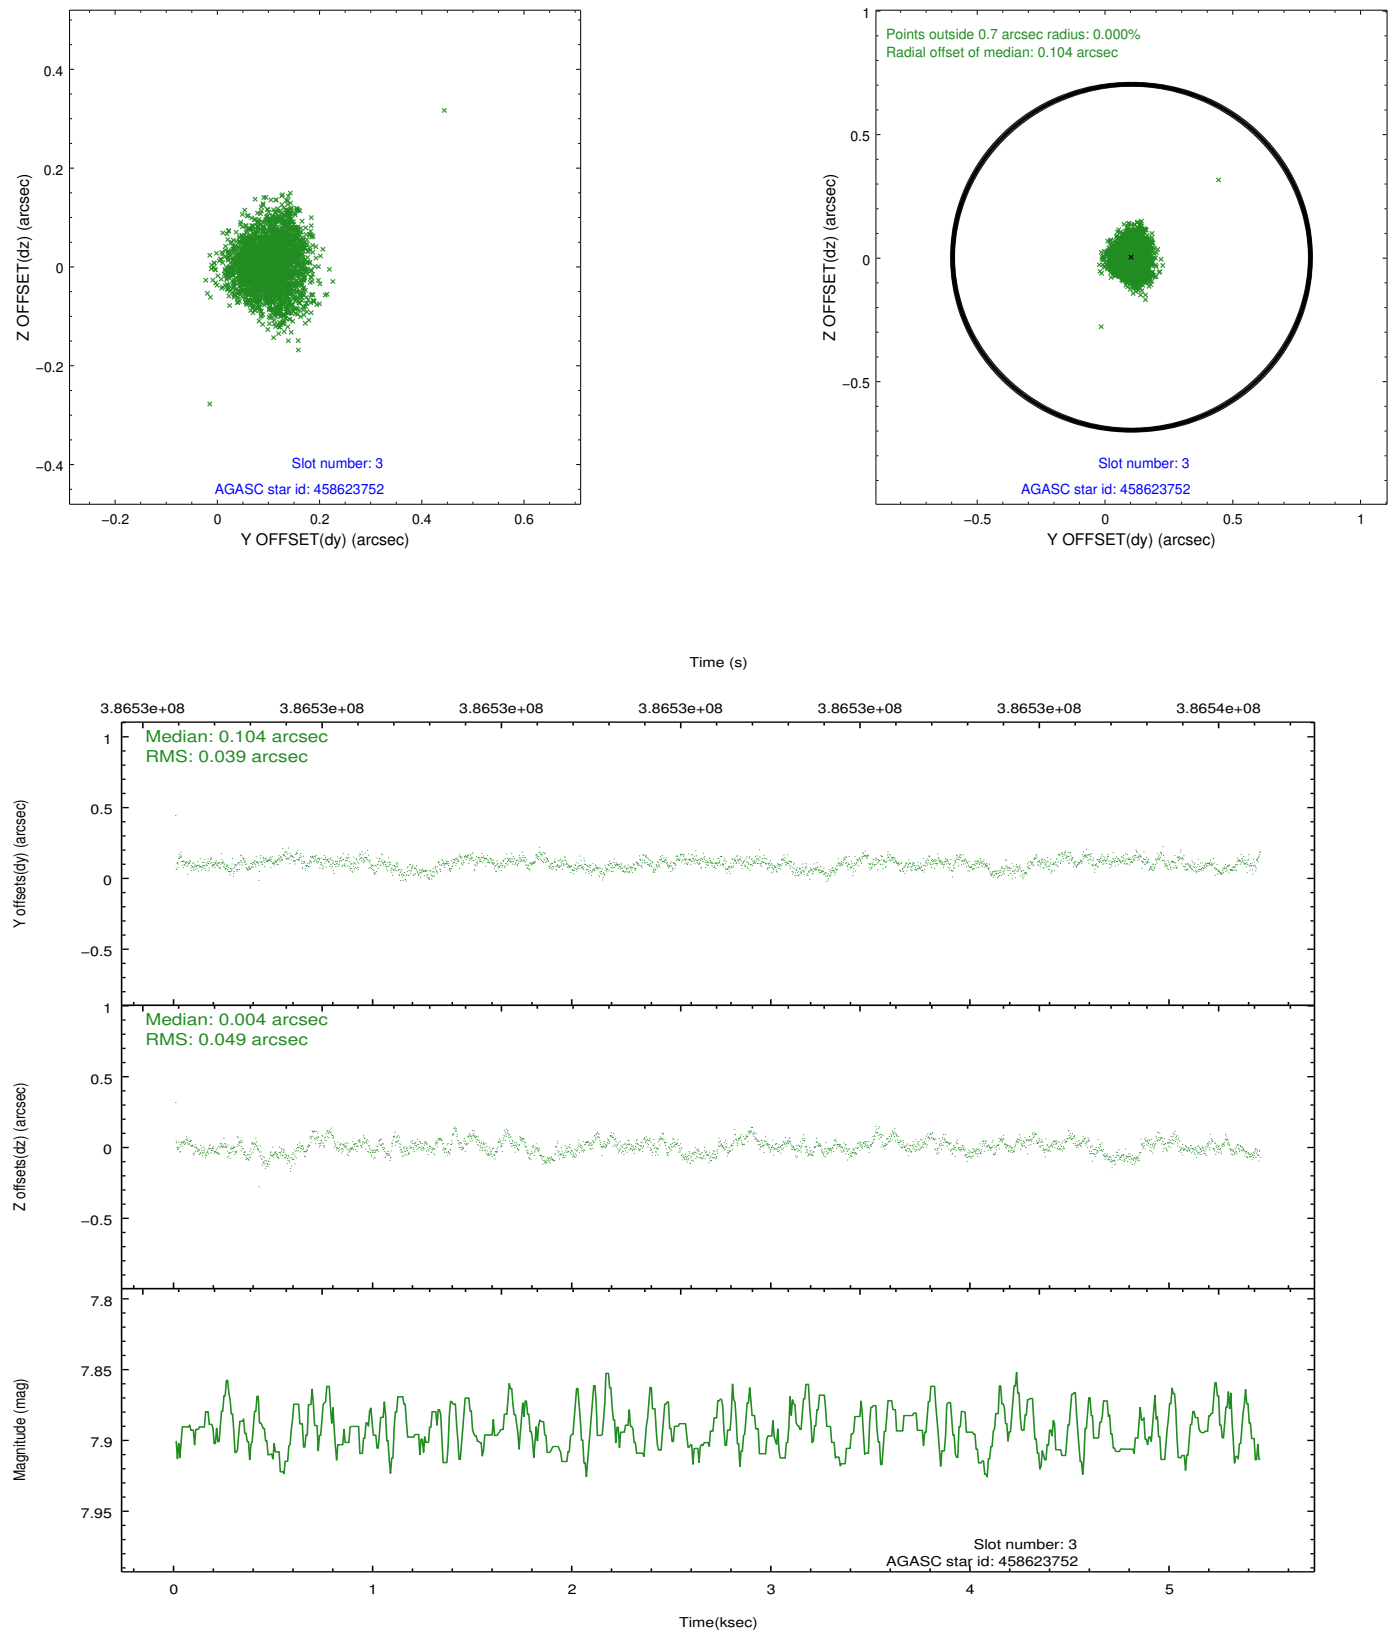 0.4
0.2
0
−0.2
−0.4
Z OFFSET(dz) (arcsec)
Slot number: 3
AGASC star id: 458623752
−0.2 0 0.2 0.4 0.6
Y OFFSET(dy) (arcsec)
1
0.5
0
−0.5
Z OFFSET(dz) (arcsec)
Points outside 0.7 arcsec radius: 0.000%
Radial offset of median: 0.104 arcsec
Slot number: 3
AGASC star id: 458623752
−0.5 0 0.5 1
Y OFFSET(dy) (arcsec)
Time (s)
3.8653e+08 3.8653e+08 3.8653e+08 3.8653e+08 3.8653e+08 3.8653e+08 3.8654e+08
Median: 0.104 arcsec
RMS: 0.039 arcsec
1
0.5
0
−0.5
Y offsets(dy) (arcsec)
Median: 0.004 arcsec
RMS: 0.049 arcsec
1
0.5
0
−0.5
Z offsets(dz) (arcsec)
7.8
7.85
7.9
7.95
Magnitude (mag)
Slot number: 3
AGASC star id: 458623752
0 1 2 3 4 5
Time(ksec)